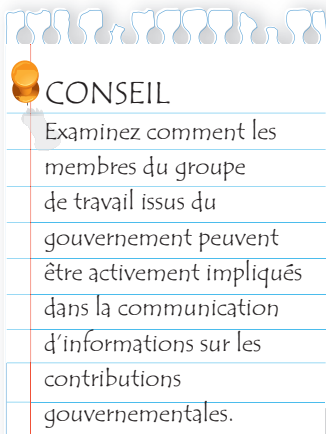 CONSEIL
Examinez comment les
membres du groupe
de travail issus du
gouvernement peuvent
être activement impliqués
dans la communication
d'informations sur les
contributions
gouvernementales.